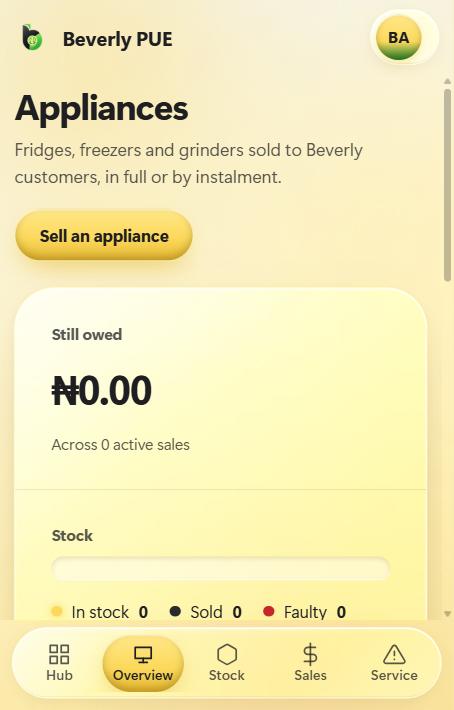 Beverly PUE
BA
Appliances
Fridges, freezers and grinders sold to Beverly
customers, in full or by instalment.
Sell an appliance
Still owed
₦0.00
Across 0 active sales
Stock
In stock 0 Sold 0 Faulty 0
Hub Overview Stock Sales Service